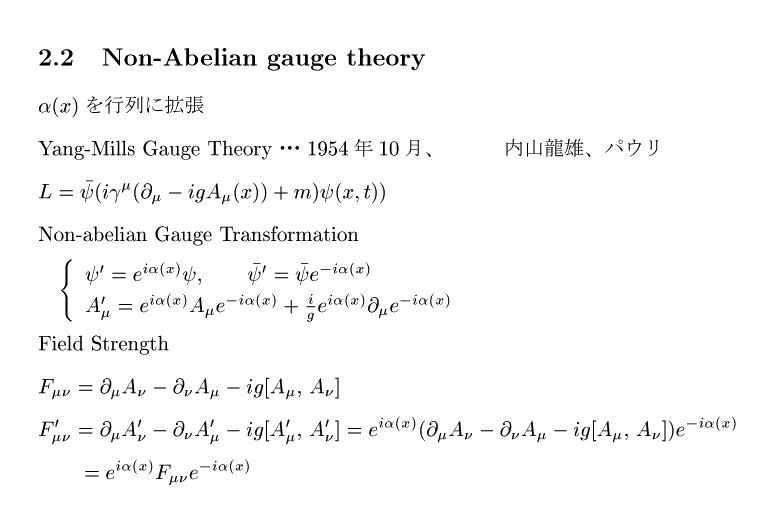 2.2 Non-Abelian gauge theory
α(x) を行列に拡張
Yang-Mills Gauge Theory ··· 1954 年 10 月、 内山龍雄、パウリ
L = ψ̄(iγ^μ(∂_μ − igA_μ(x)) + m)ψ(x, t))
Non-abelian Gauge Transformation
ψ′ = e^{iα(x)}ψ, ψ̄′ = ψ̄e^{−iα(x)}
A′_μ = e^{iα(x)}A_μe^{−iα(x)} + \frac{i}{g}e^{iα(x)}∂_μe^{−iα(x)}
Field Strength
F_{μν} = ∂_μA_ν − ∂_νA_μ − ig[A_μ, A_ν]
F′_{μν} = ∂_μA′_ν − ∂_νA′_μ − ig[A′_μ, A′_ν] = e^{iα(x)}(∂_μA_ν − ∂_νA_μ − ig[A_μ, A_ν])e^{−iα(x)}
= e^{iα(x)}F_{μν}e^{−iα(x)}